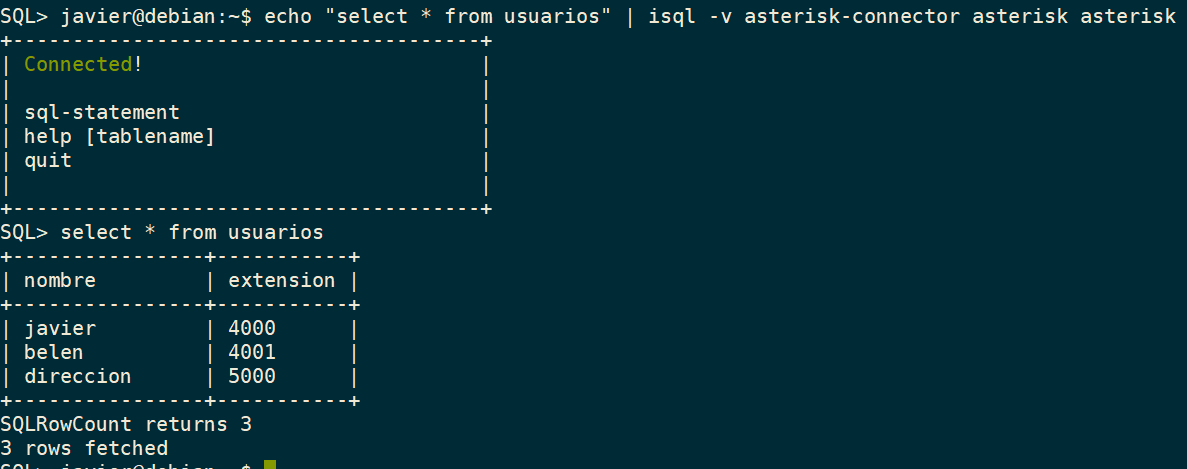 SQL> javier@debian:~$ echo "select * from usuarios" | isql -v asterisk-connector asterisk asterisk
+---------------------------------------+
| Connected!                            |
|                                       |
| sql-statement                         |
| help [tablename]                      |
| quit                                  |
|                                       |
+---------------------------------------+
SQL> select * from usuarios
+----------------+-----------+
| nombre         | extension |
+----------------+-----------+
| javier         | 4000      |
| belen          | 4001      |
| direccion      | 5000      |
+----------------+-----------+
SQLRowCount returns 3
3 rows fetched
SQL> javier@debian:~$